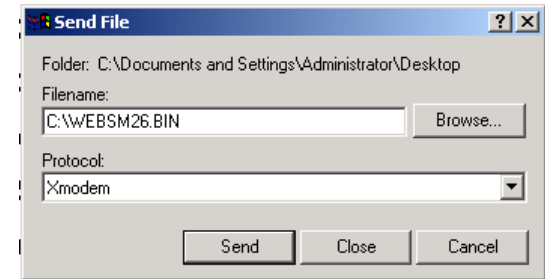 Send File
Folder: C:\Documents and Settings\Administrator\Desktop
Filename:
C:\WEBSM26.BIN
Browse...
Protocol:
Xmodem
Send Close Cancel